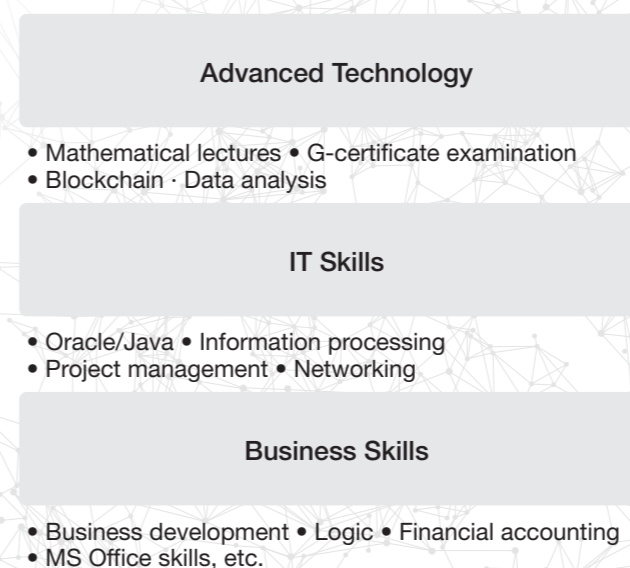 Advanced Technology
• Mathematical lectures • G-certificate examination
• Blockchain · Data analysis
IT Skills
• Oracle/Java • Information processing
• Project management • Networking
Business Skills
• Business development • Logic • Financial accounting
• MS Office skills, etc.